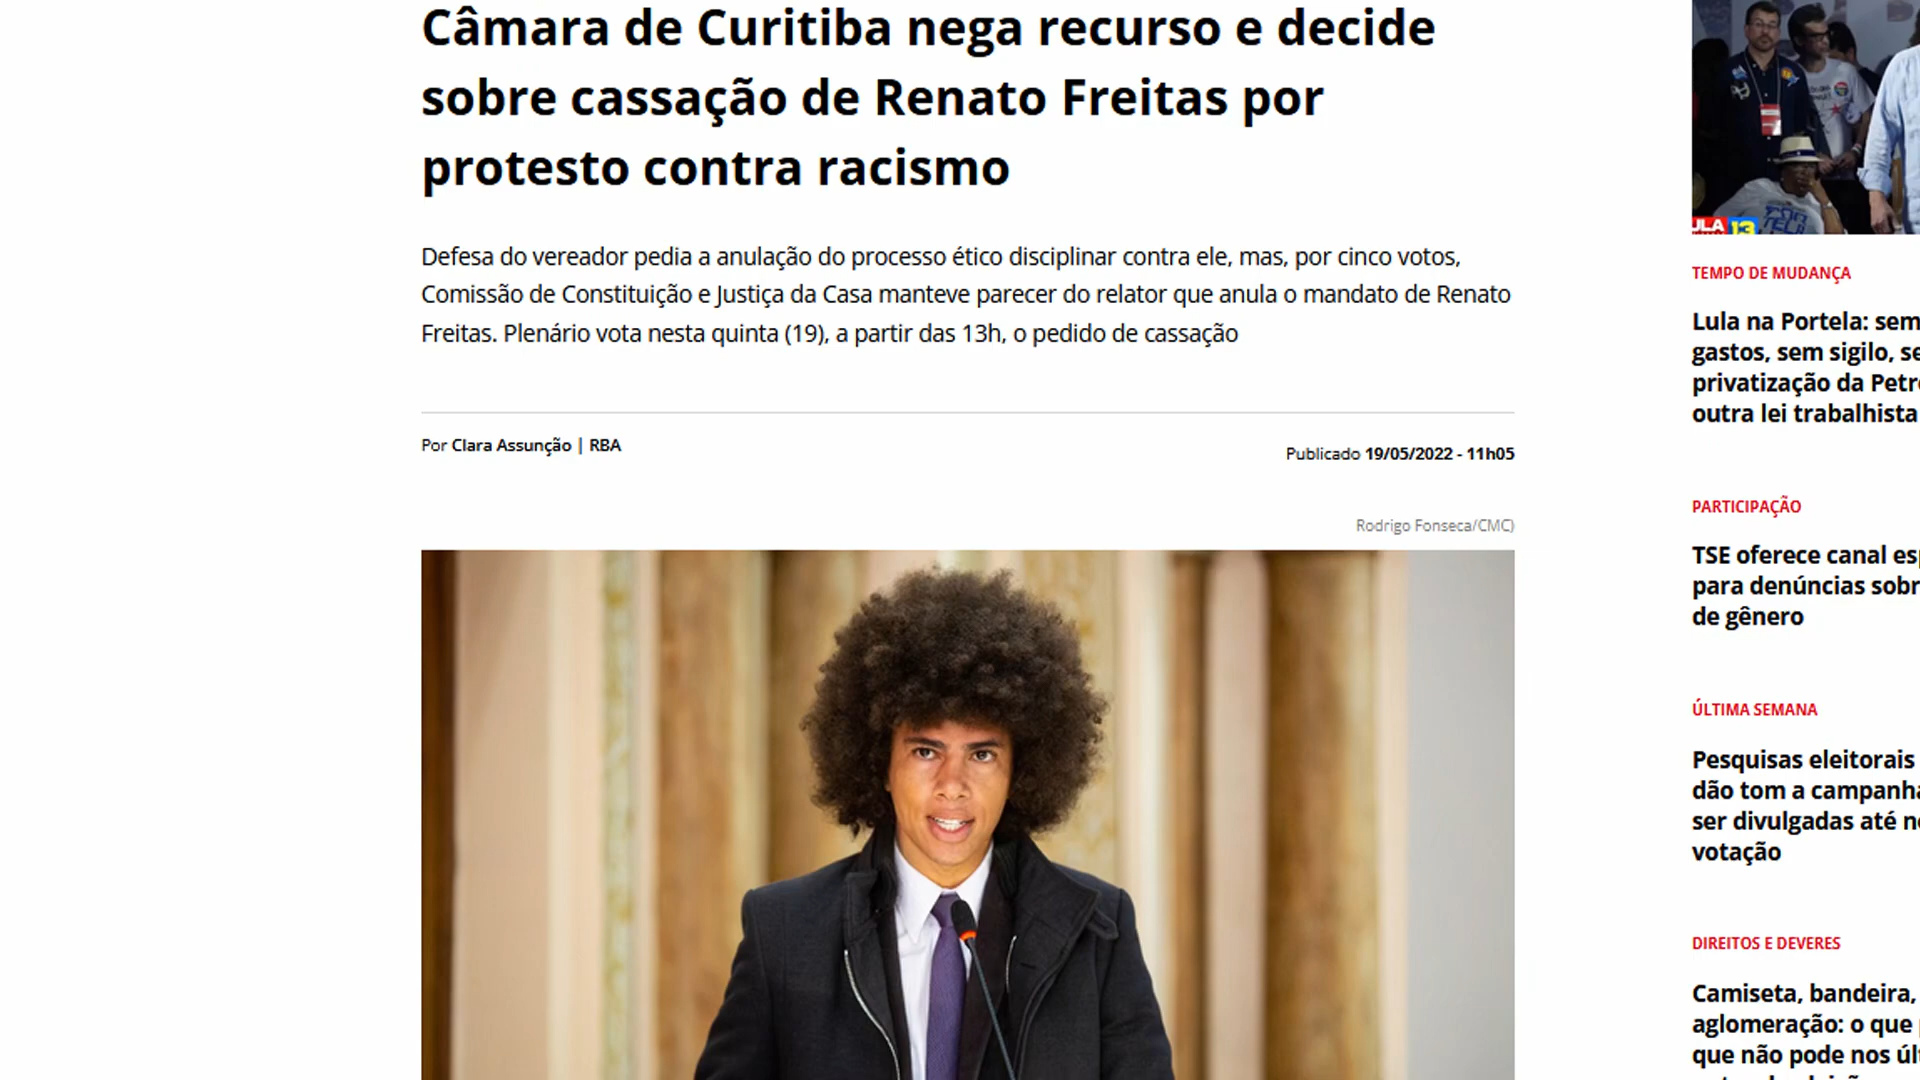 Câmara de Curitiba nega recurso e decide
sobre cassação de Renato Freitas por
protesto contra racismo
Defesa do vereador pedia a anulação do processo ético disciplinar contra ele, mas, por cinco votos,
Comissão de Constituição e Justiça da Casa manteve parecer do relator que anula o mandato de Renato
Freitas. Plenário vota nesta quinta (19), a partir das 13h, o pedido de cassação
Por Clara Assunção | RBA
Publicado 19/05/2022 - 11h05
Rodrigo Fonseca/CMC)
ULA 13
TEMPO DE MUDANÇA
Lula na Portela: sem
gastos, sem sigilo, se
privatização da Petr
outra lei trabalhista
PARTICIPAÇÃO
TSE oferece canal es
para denúncias sobr
de gênero
ÚLTIMA SEMANA
Pesquisas eleitorais
dão tom a campanha
ser divulgadas até n
votação
DIREITOS E DEVERES
Camiseta, bandeira,
aglomeração: o que
que não pode nos úl